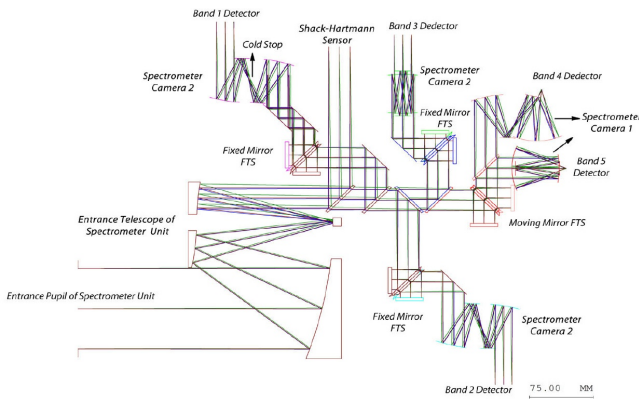 Band 1 Detector
Cold Stop
Shack-Hartmann
Sensor
Band 3 Dedector
Spectrometer
Camera 2
Spectrometer
Camera 2
Band 4 Dedector
Fixed Mirror
FTS
Spectrometer
Camera 1
Fixed Mirror
FTS
Band 5
Detector
Entrance Telescope of
Spectrometer Unit
Moving Mirror FTS
Entrance Pupil of Spectrometer Unit
Fixed Mirror
FTS
Spectrometer
Camera 2
Band 2 Detector
75.00 MM